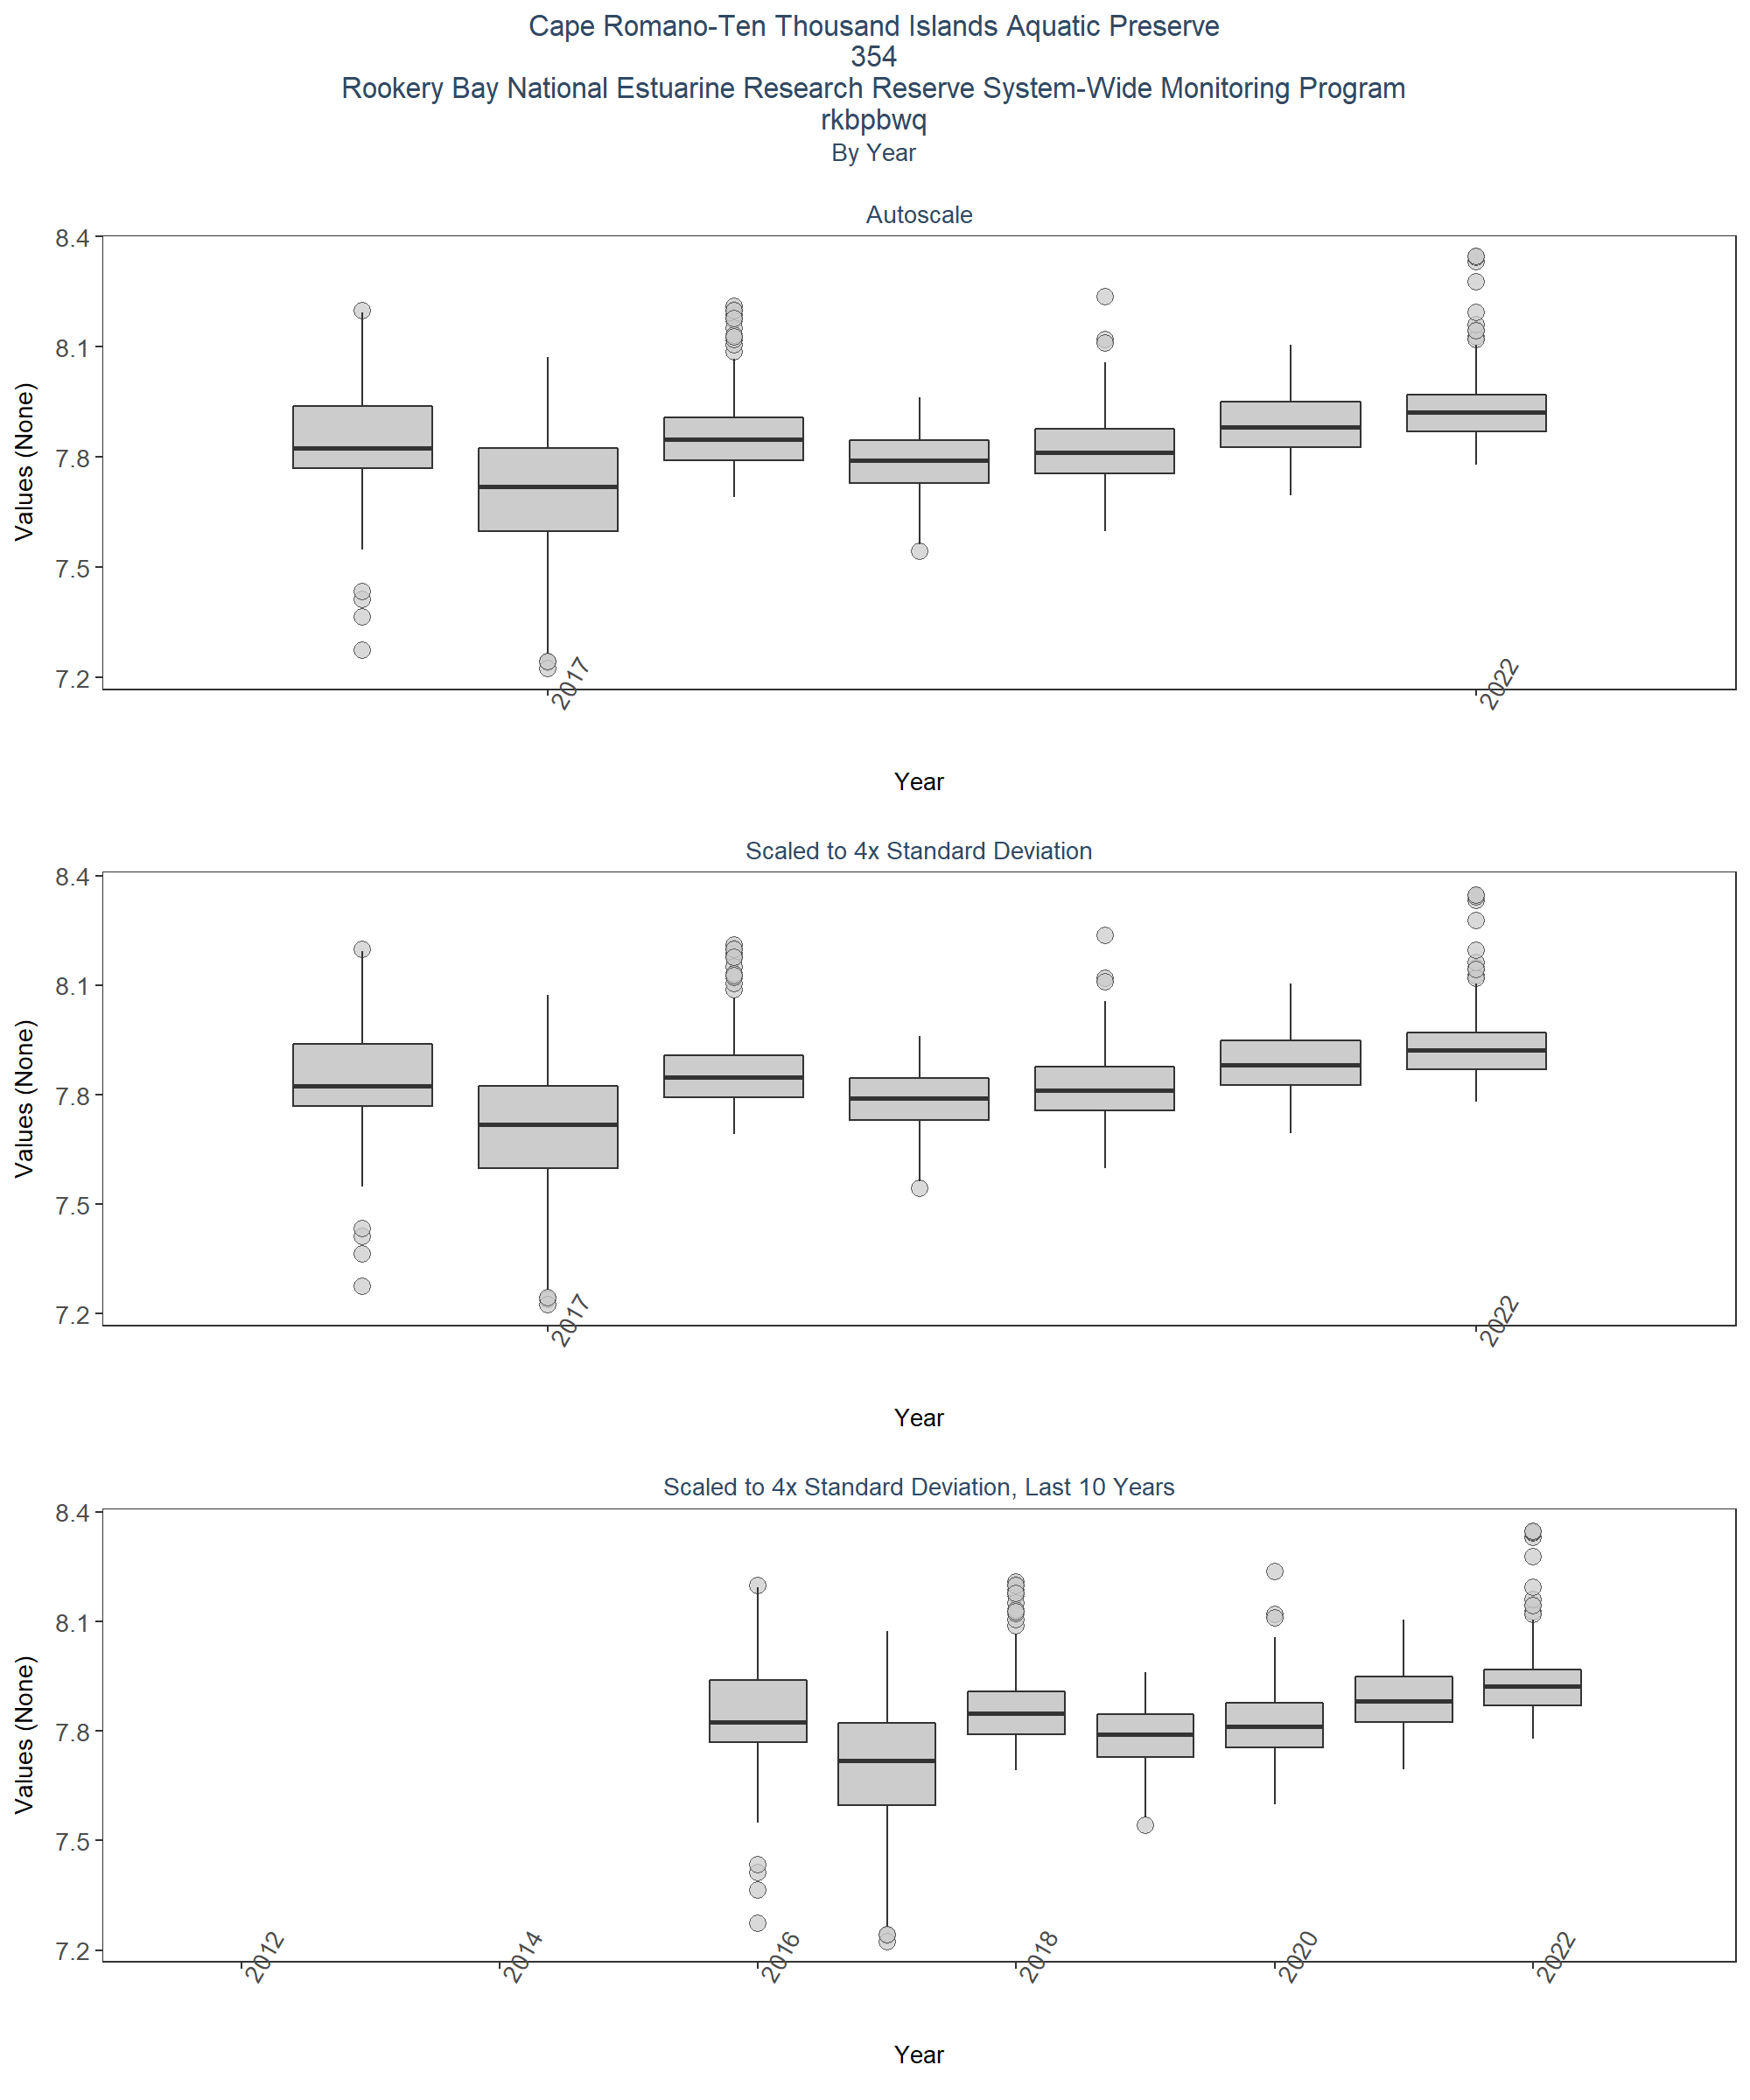 Cape Romano-Ten Thousand Islands Aquatic Preserve
354
Rookery Bay National Estuarine Research Reserve System-Wide Monitoring Program
rkbpbwq
By Year
Autoscale
8.4
8.1
7.8
7.5
7.2
Values (None)
2017
2022
Year
Scaled to 4x Standard Deviation
8.4
8.1
7.8
7.5
7.2
Values (None)
2017
2022
Year
Scaled to 4x Standard Deviation, Last 10 Years
8.4
8.1
7.8
7.5
7.2
Values (None)
2012
2014
2016
2018
2020
2022
Year